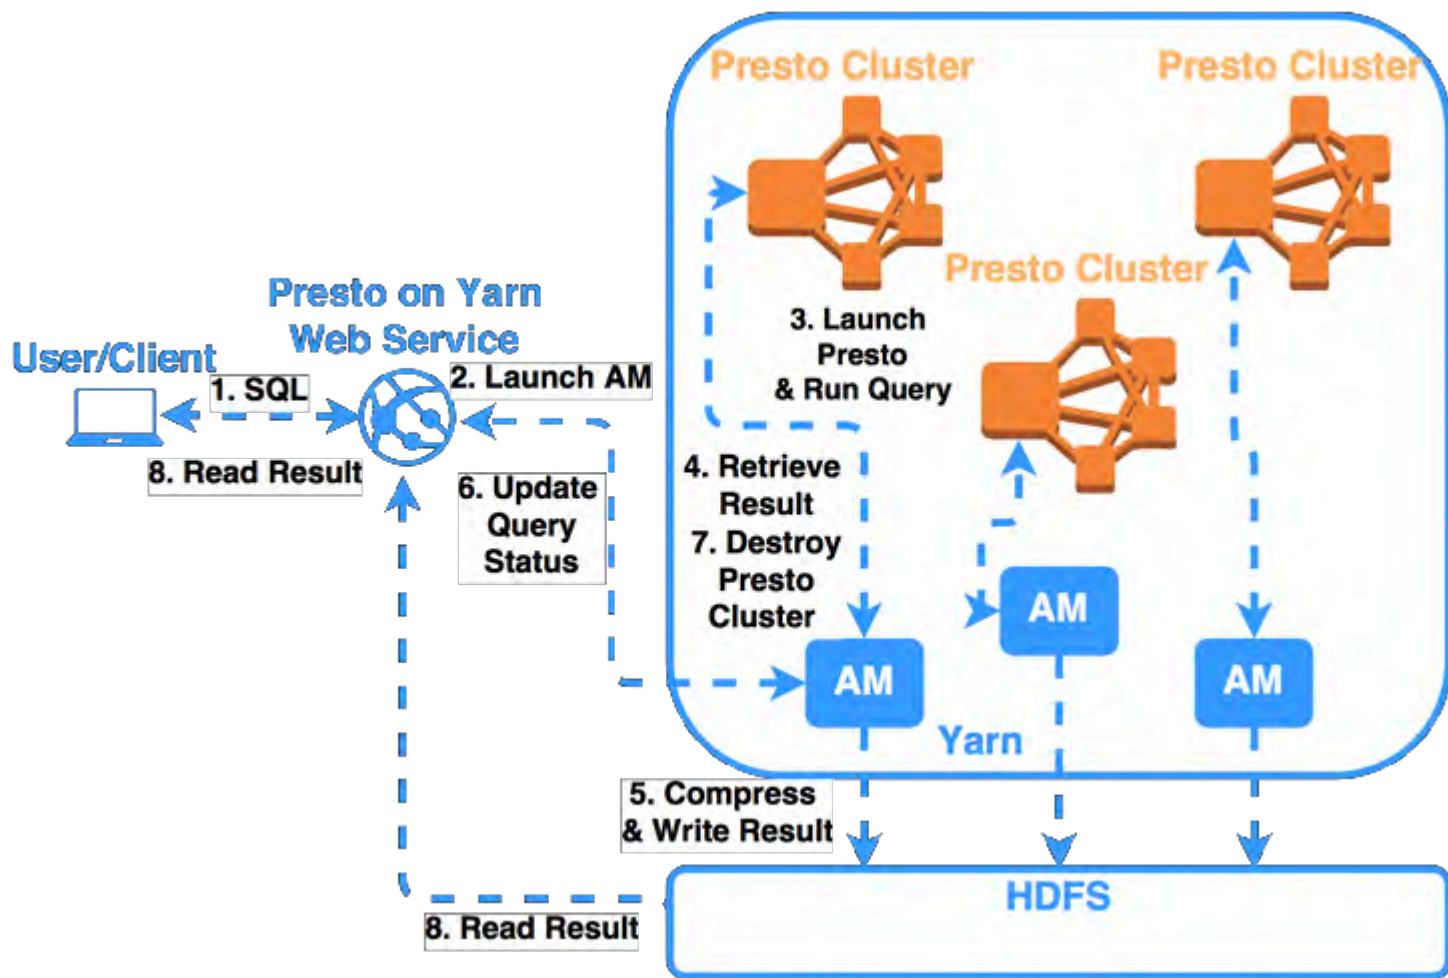 Presto Cluster
Presto Cluster
Presto Cluster
Presto on Yarn
Web Service
User/Client
1. SQL
2. Launch AM
3. Launch
Presto
& Run Query
8. Read Result
4. Retrieve
Result
6. Update
Query
Status
7. Destroy
Presto
Cluster
AM
AM
AM
Yarn
5. Compress
& Write Result
HDFS
8. Read Result